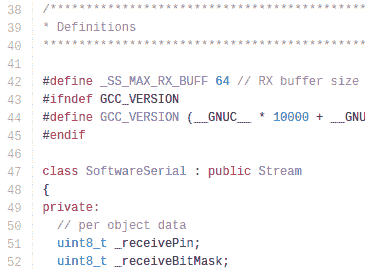 38 /***********************************************
39 * Definitions
40 ************************************************
41
42 #define _SS_MAX_RX_BUFF 64 // RX buffer size
43 #ifndef GCC_VERSION
44 #define GCC_VERSION (__GNUC__ * 10000 + __GNU
45 #endif
46
47 class SoftwareSerial : public Stream
48 {
49 private:
50 // per object data
51 uint8_t _receivePin;
52 uint8_t _receiveBitMask;